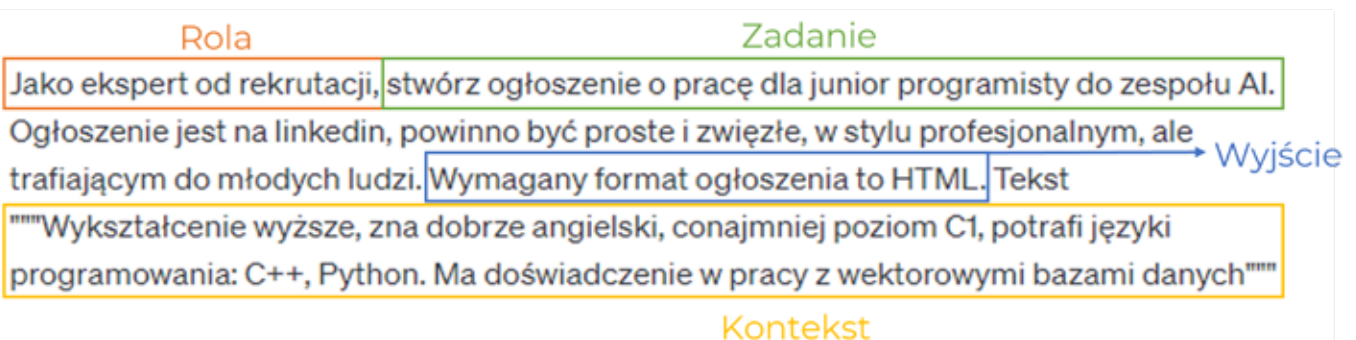 Rola Zadanie
Jako ekspert od rekrutacji, stwórz ogłoszenie o pracę dla junior programisty do zespołu AI.
Ogłoszenie jest na linkedin, powinno być proste i zwięzłe, w stylu profesjonalnym, ale
Wyjście
trafiającym do młodych ludzi. Wymagany format ogłoszenia to HTML. Tekst
"""Wykształcenie wyższe, zna dobrze angielski, conajmniej poziom C1, potrafi języki
programowania: C++, Python. Ma doświadczenie w pracy z wektorowymi bazami danych"""
Kontekst